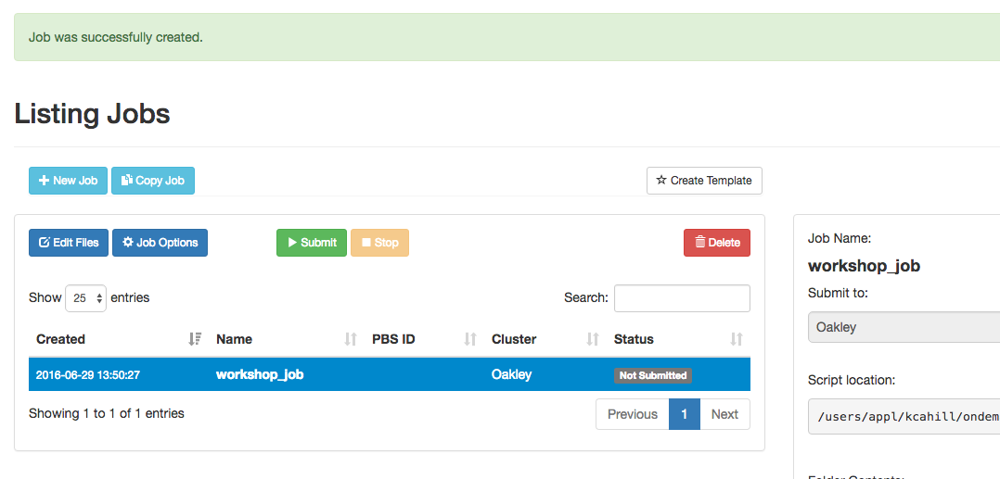 Job was successfully created.
Listing Jobs
New Job Copy Job Create Template
Edit Files Job Options Submit Stop Delete
Show 25 entries Search:
Created Name PBS ID Cluster Status
2016-06-29 13:50:27 workshop_job Oakley Not Submitted
Showing 1 to 1 of 1 entries Previous 1 Next
Job Name:
workshop_job
Submit to:
Oakley
Script location:
/users/appl/kcahill/ondem
Folder Contents: